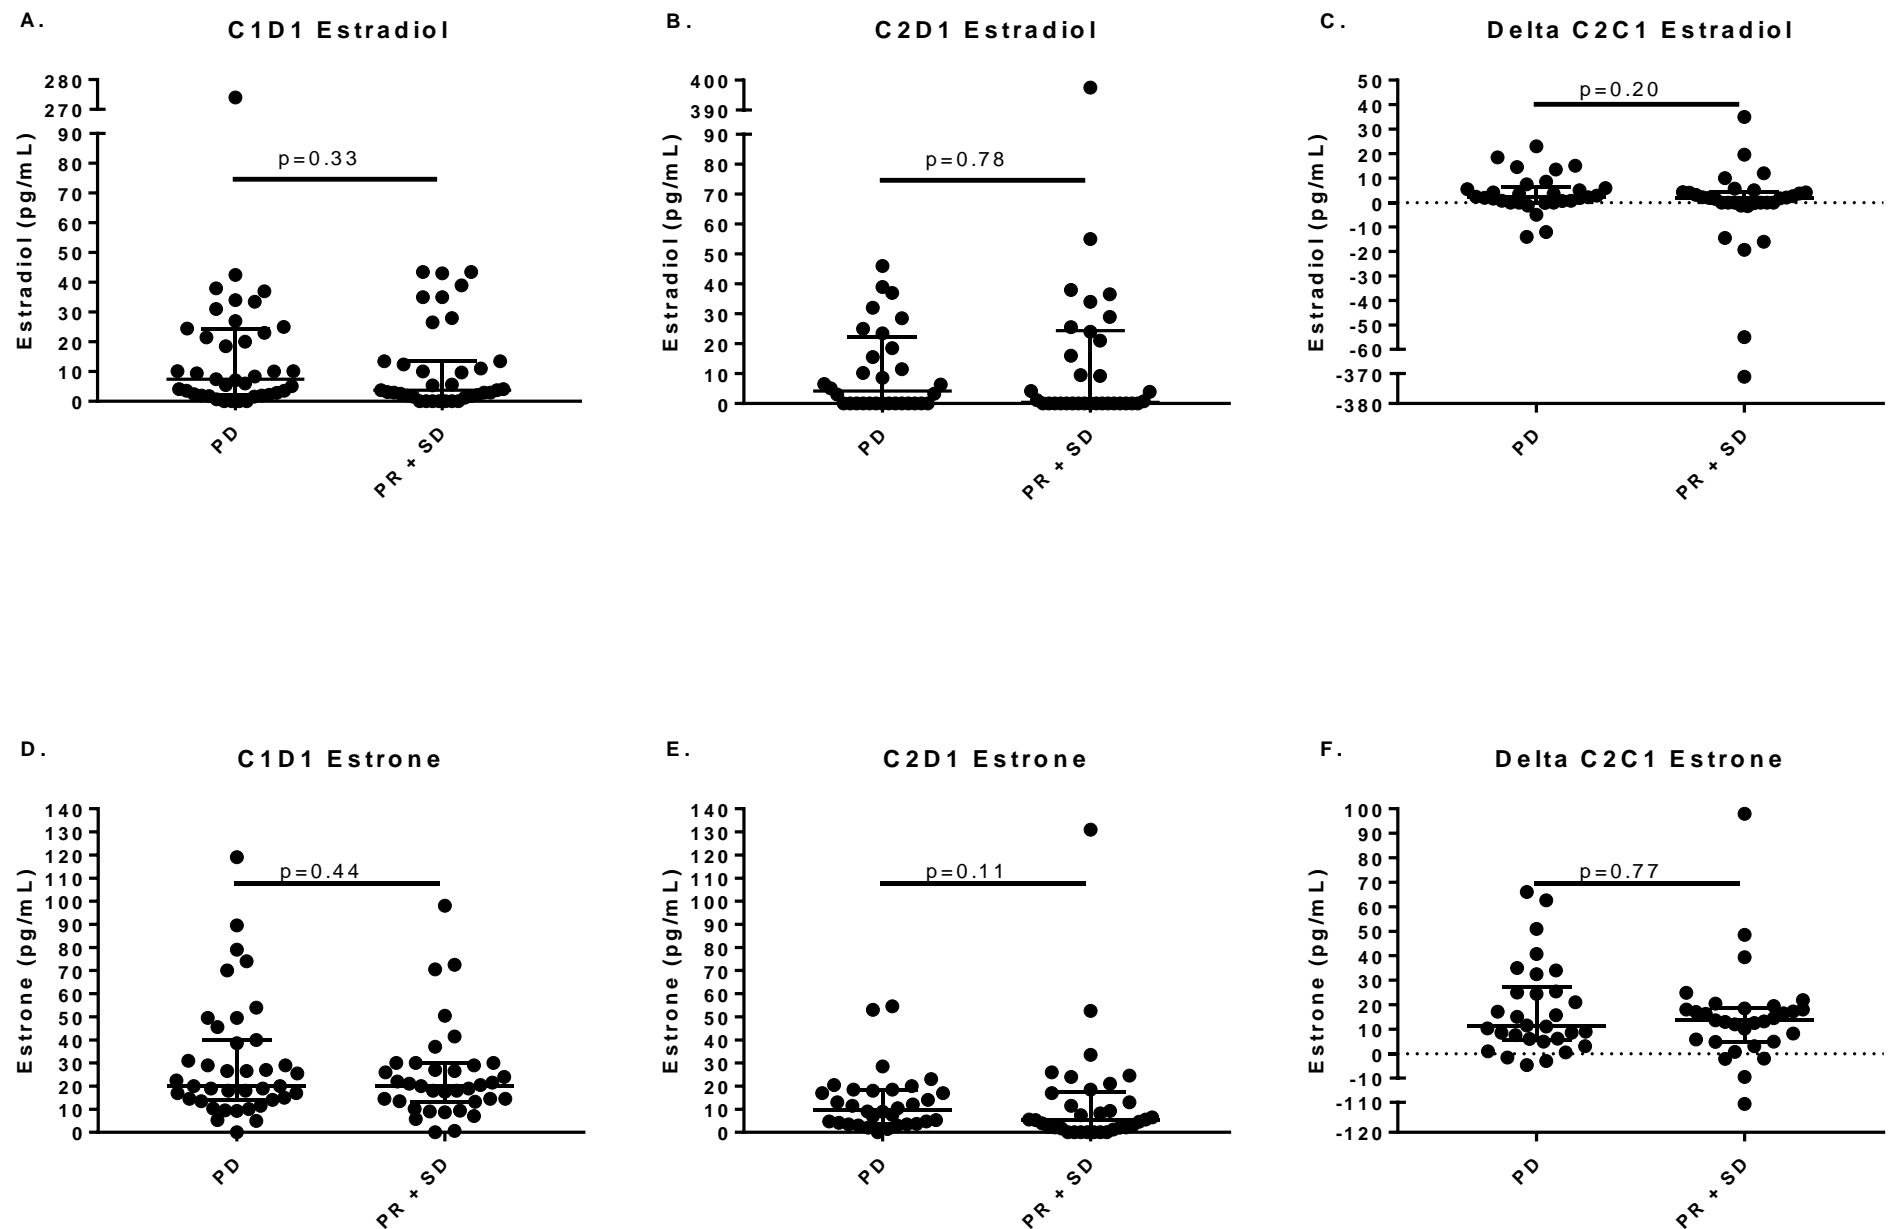 A.
C1D1 Estradiol
Estradiol (pg/mL)
280
270
90
80
70
60
50
40
30
20
10
0
p=0.33
PD
PR + SD
B.
C2D1 Estradiol
Estradiol (pg/mL)
400
390
90
80
70
60
50
40
30
20
10
0
p=0.78
PD
PR + SD
C.
Delta C2C1 Estradiol
Estradiol (pg/mL)
50
40
30
20
10
0
-10
-20
-30
-40
-50
-60
-370
-380
p=0.20
PD
PR + SD
D.
C1D1 Estrone
Estrone (pg/mL)
140
130
120
110
100
90
80
70
60
50
40
30
20
10
0
p=0.44
PD
PR + SD
E.
C2D1 Estrone
Estrone (pg/mL)
140
130
120
110
100
90
80
70
60
50
40
30
20
10
0
p=0.11
PD
PR + SD
F.
Delta C2C1 Estrone
Estrone (pg/mL)
100
90
80
70
60
50
40
30
20
10
0
-10
-110
-120
p=0.77
PD
PR + SD